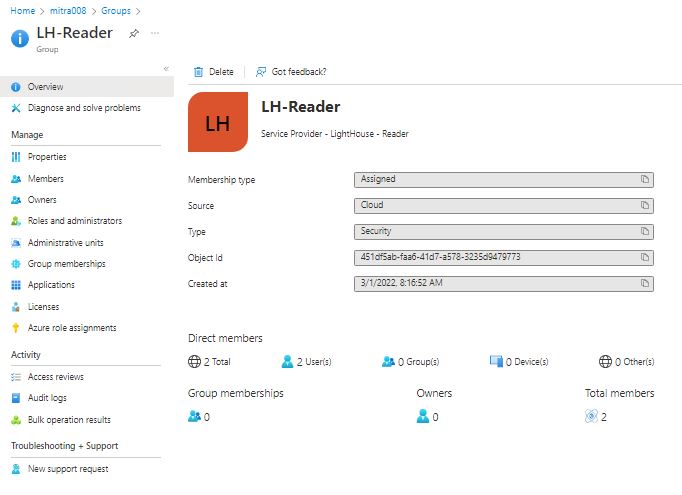 Home > mitra008 > Groups >
LH-Reader
Group
«
Overview
Diagnose and solve problems
Manage
Properties
Members
Owners
Roles and administrators
Administrative units
Group memberships
Applications
Licenses
Azure role assignments
Activity
Access reviews
Audit logs
Bulk operation results
Troubleshooting + Support
New support request
Delete | Got feedback?
LH
LH-Reader
Service Provider - LightHouse - Reader
Membership type Assigned
Source Cloud
Type Security
Object Id 451df5ab-faa6-41d7-a578-3235d9479773
Created at 3/1/2022, 8:16:52 AM
Direct members
2 Total 2 User(s) 0 Group(s) 0 Device(s) 0 Other(s)
Group memberships Owners Total members
0 0 2